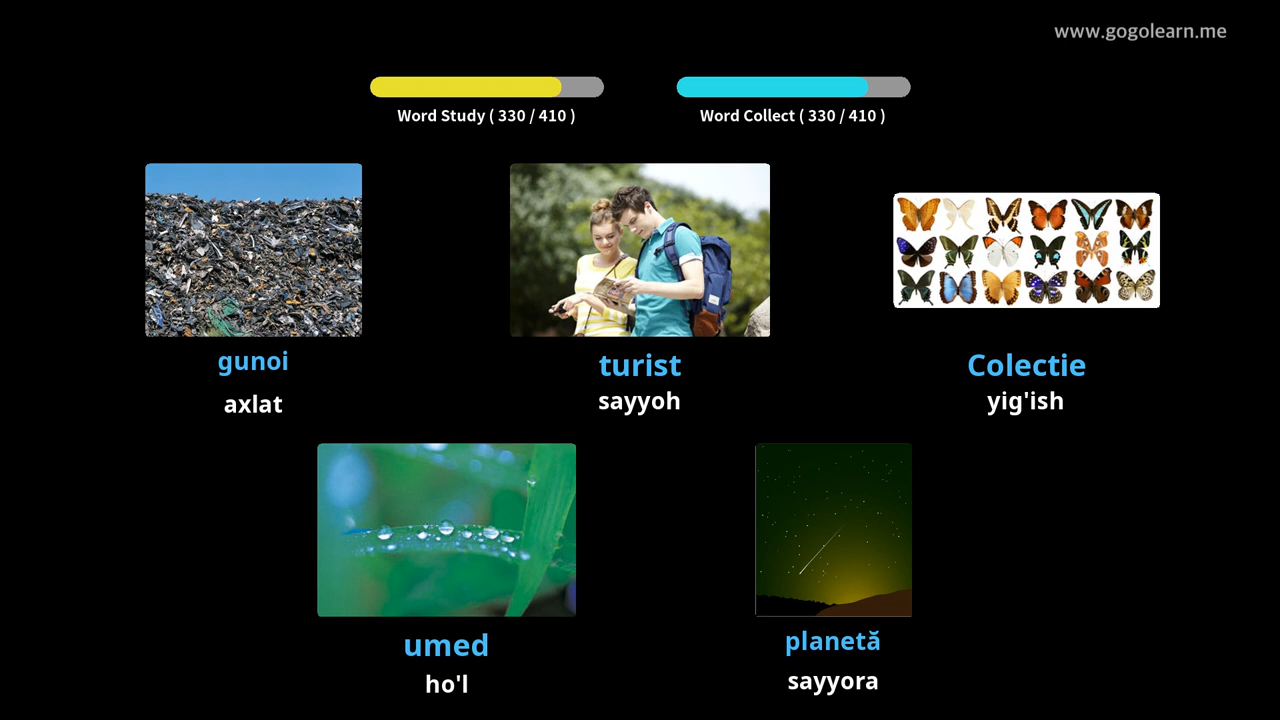 www.gogolearn.me
Word Study ( 330 / 410 )
Word Collect ( 330 / 410 )
gunoi
axlat
turist
sayyoh
Colectie
yig'ish
umed
ho'l
planetă
sayyora